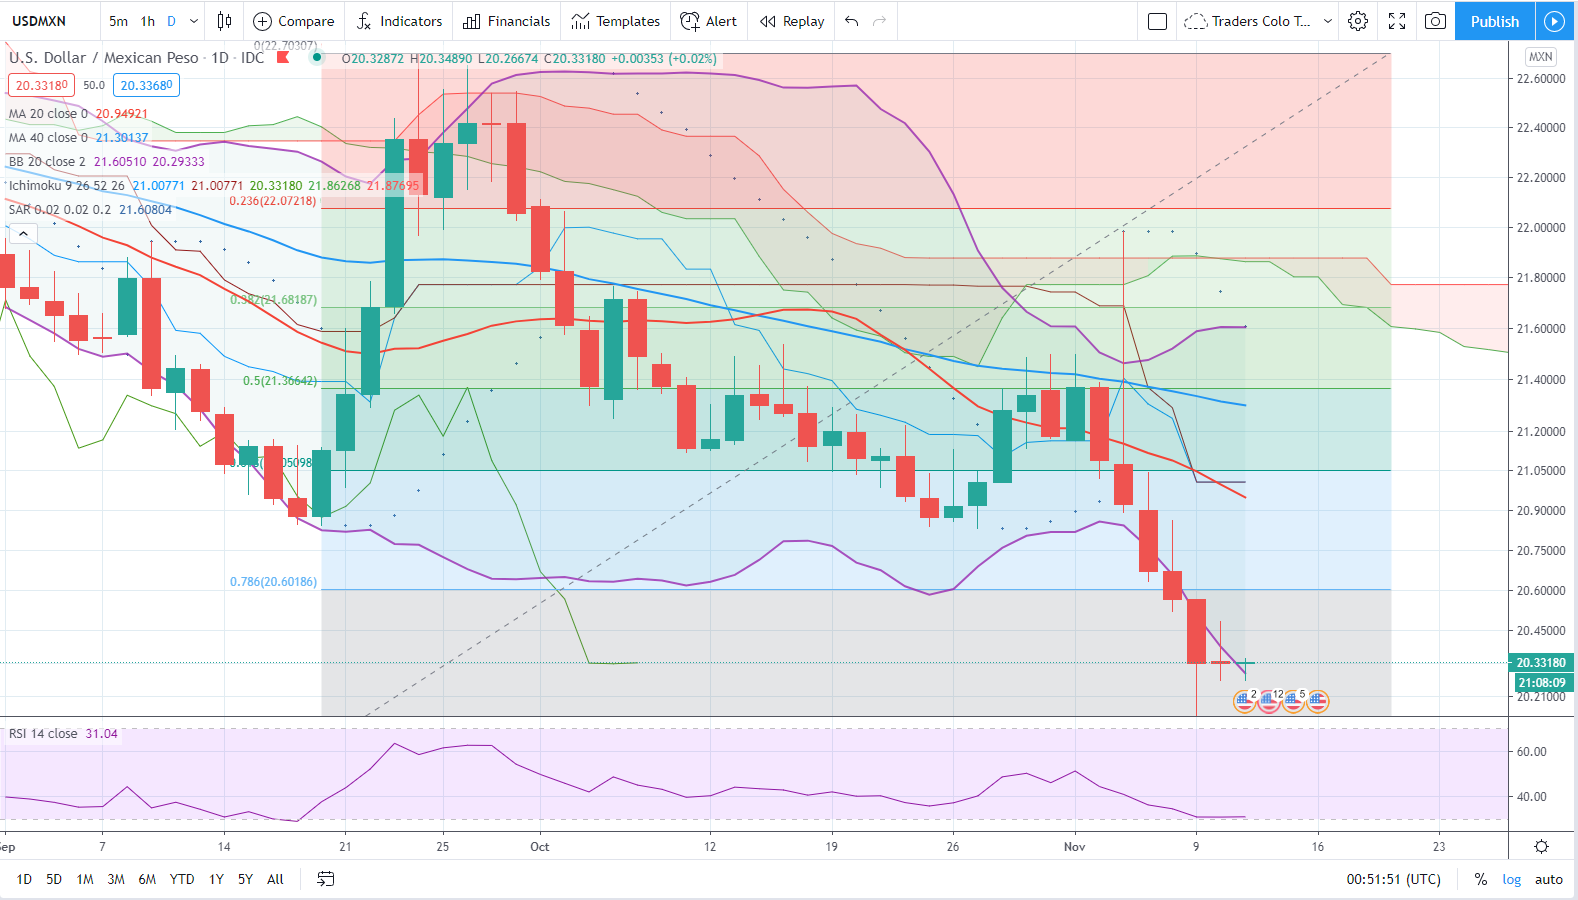 USDMXN 5m 1h D Compare Indicators Financials Templates Alert Replay Traders Colo T... Publish
0(22.70307)
U.S. Dollar / Mexican Peso · 1D · IDC O20.32872 H20.34890 L20.26674 C20.33180 +0.00353 (+0.02%) MXN
20.33180 50.0 20.33680
22.60000
MA 20 close 0 20.94921
22.40000
MA 40 close 0 21.30137
BB 20 close 2 21.60510 20.29333
22.20000
Ichimoku 9 26 52 26 21.00771 21.00771 20.33180 21.86268 21.87695
0.236(22.07218)
SAR 0.02 0.02 0.2 21.60804
22.00000
21.80000
0.382(21.68187)
21.60000
0.5(21.36642) 21.40000
21.20000
21.05000
20.90000
20.75000
0.786(20.60186) 20.60000
20.45000
20.33180
21:08:09
20.21000
2 12 5
RSI 14 close 31.04
60.00
40.00
Sep 7 14 21 25 Oct 12 19 26 Nov 9 16 23
1D 5D 1M 3M 6M YTD 1Y 5Y All 00:51:51 (UTC) % log auto